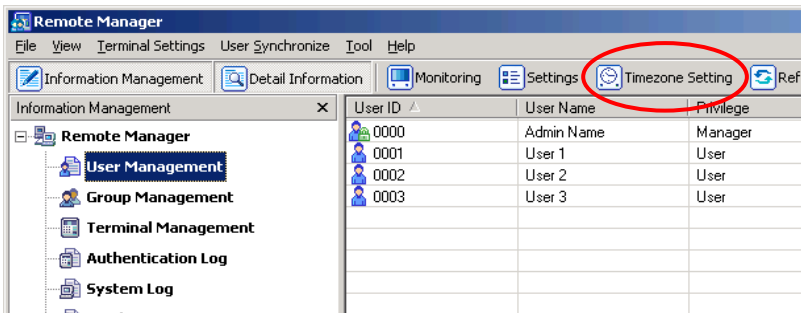 Remote Manager
File View Terminal Settings User Synchronize Tool Help
Information Management Detail Information Monitoring Settings Timezone Setting Ref
Information Management x User ID User Name Privilege
Remote Manager 0000 Admin Name Manager
0001 User 1 User
User Management 0002 User 2 User
Group Management 0003 User 3 User
Terminal Management
Authentication Log
System Log